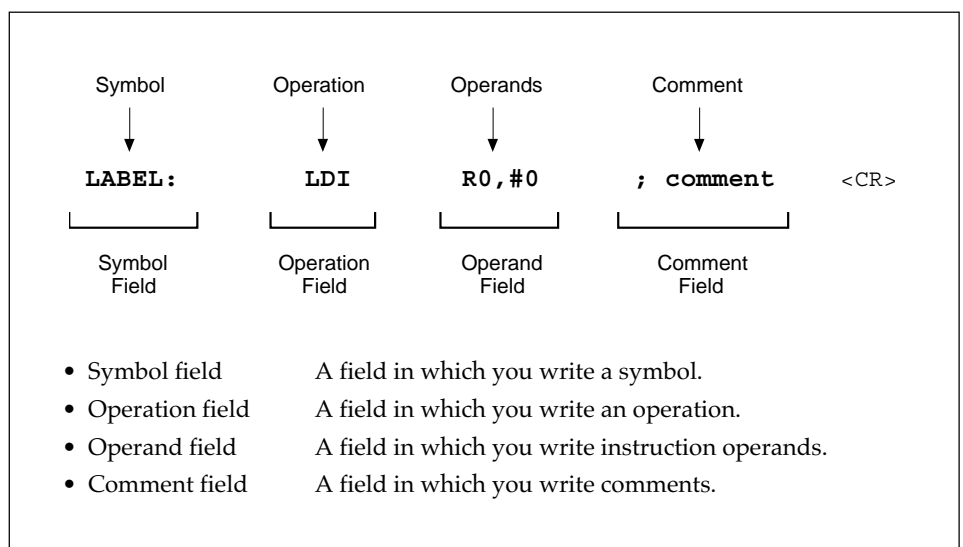 Symbol Operation Operands Comment
LABEL: LDI R0,#0 ; comment <CR>
Symbol Field Operation Field Operand Field Comment Field
• Symbol field A field in which you write a symbol.
• Operation field A field in which you write an operation.
• Operand field A field in which you write instruction operands.
• Comment field A field in which you write comments.